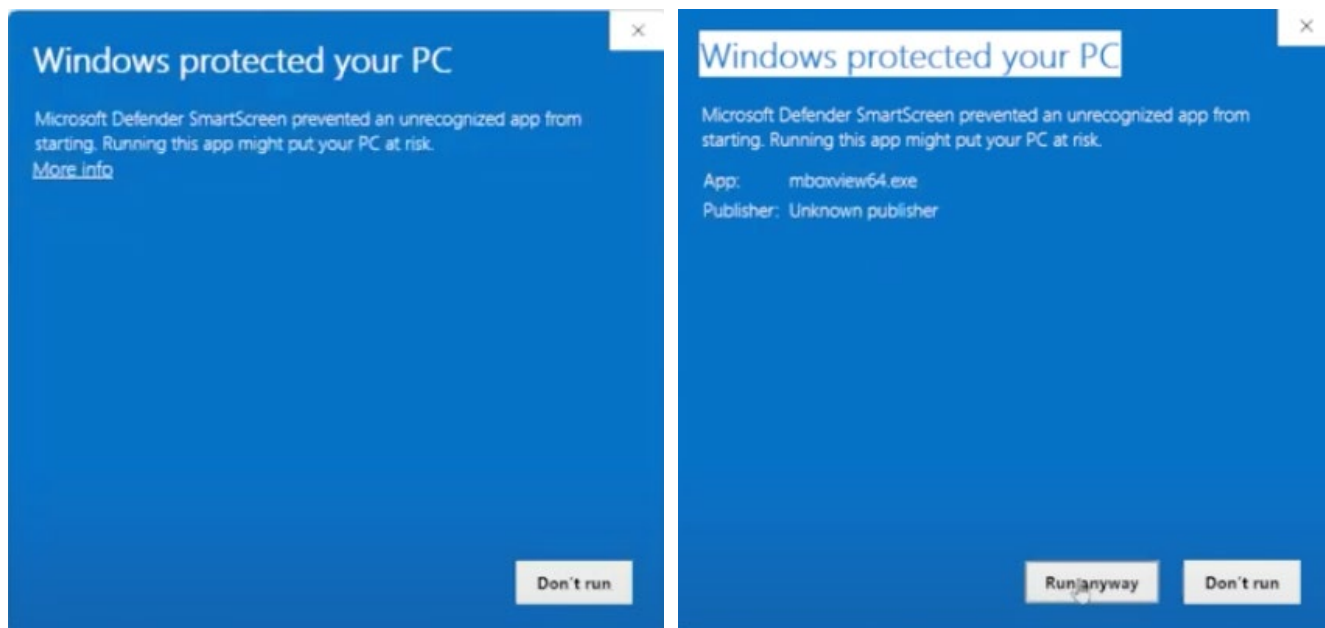 Windows protected your PC
Microsoft Defender SmartScreen prevented an unrecognized app from
starting. Running this app might put your PC at risk.
More info
Don't run
Windows protected your PC
Microsoft Defender SmartScreen prevented an unrecognized app from
starting. Running this app might put your PC at risk.
App: mboxview64.exe
Publisher: Unknown publisher
Run anyway Don't run